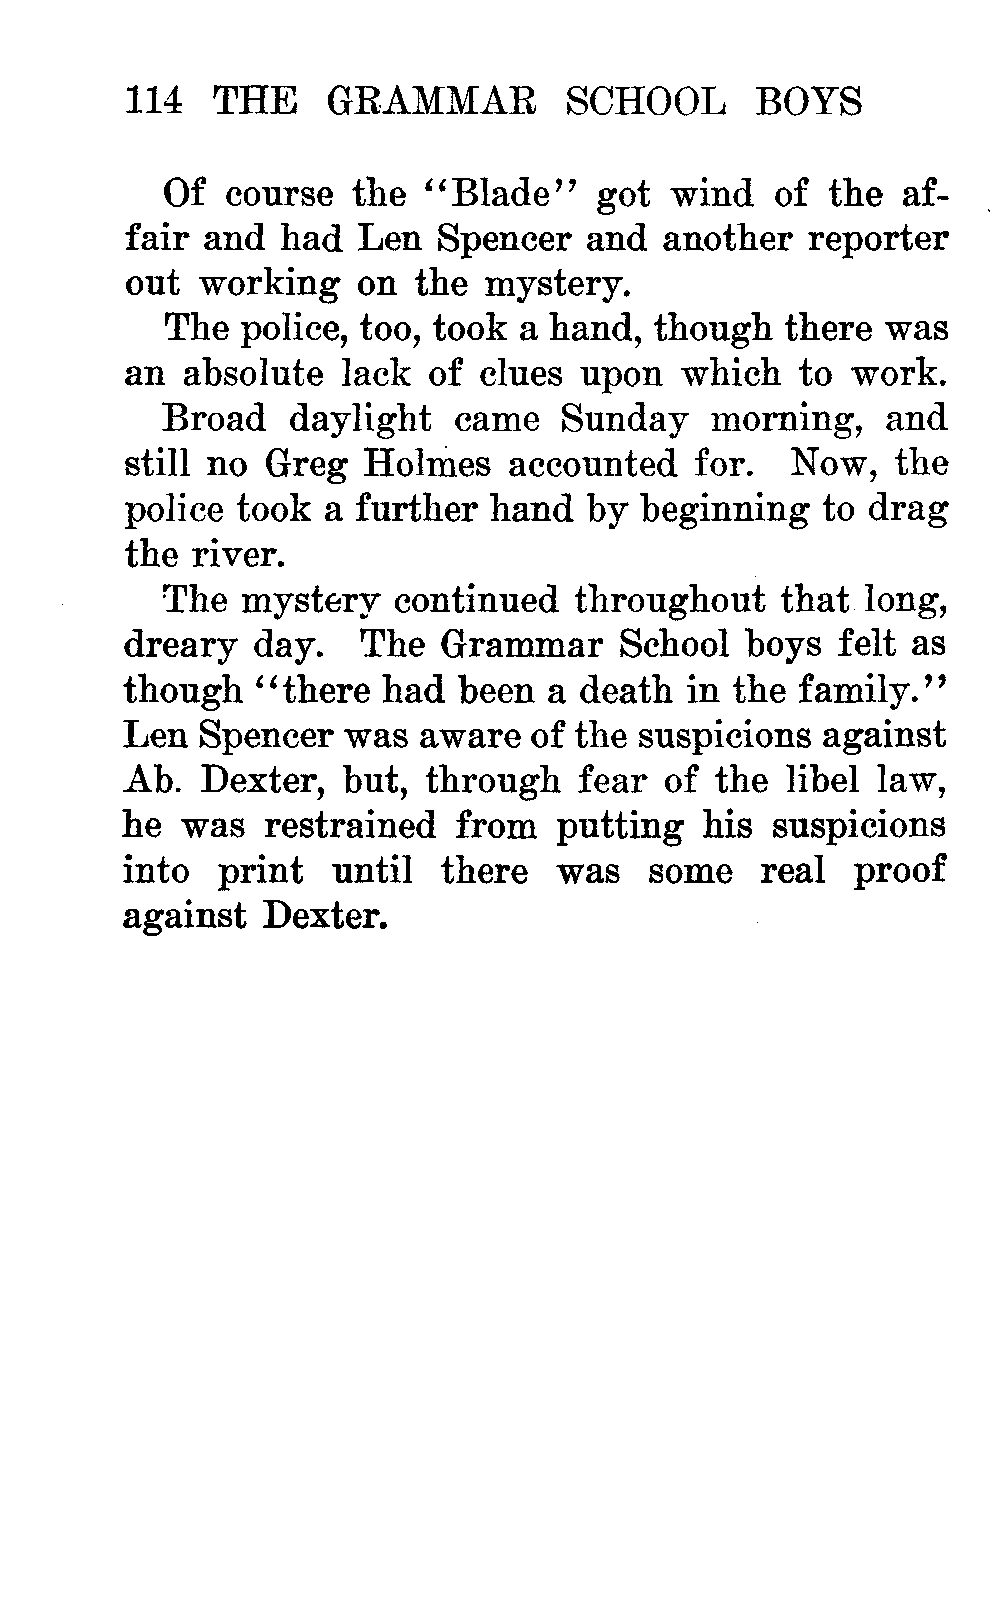 114 THE GRAMMAR SCHOOL BOYS
Of course the "Blade" got wind of the af-
fair and had Len Spencer and another reporter
out working on the mystery.
The police, too, took a hand, though there was
an absolute lack of clues upon which to work.
Broad daylight came Sunday morning, and
still no Greg Holmes accounted for. Now, the
police took a further hand by beginning to drag
the river.
The mystery continued throughout that long,
dreary day. The Grammar School boys felt as
though "there had been a death in the family."
Len Spencer was aware of the suspicions against
Ab. Dexter, but, through fear of the libel law,
he was restrained from putting his suspicions
into print until there was some real proof
against Dexter.